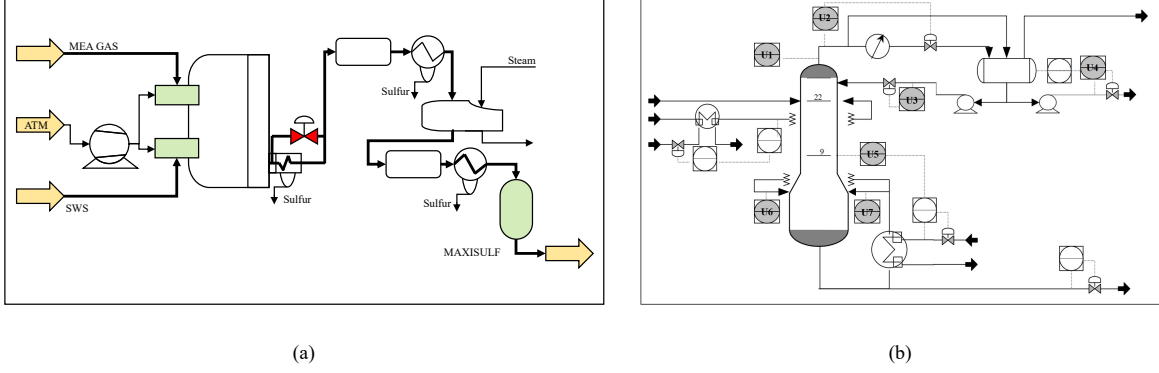 MEA GAS
ATM
SWS
Sulfur
Sulfur
Steam
Sulfur
MAXISULF
(a)
U2
U1
U4
U3
22
U5
9
U6
U7
(b)